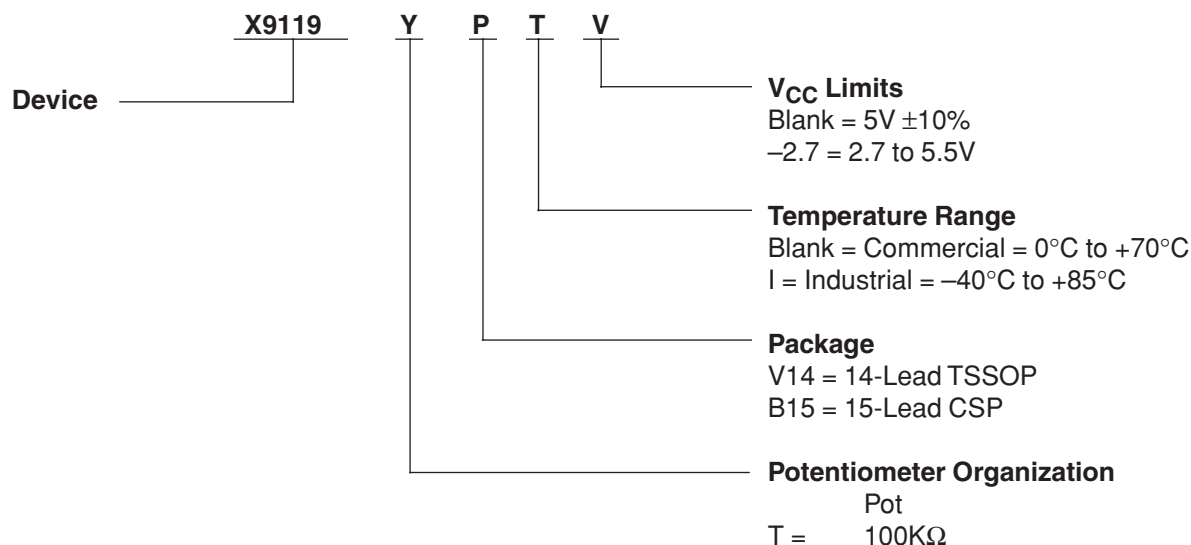 X9119 Y P T V
Device
VCC Limits
Blank = 5V ±10%
–2.7 = 2.7 to 5.5V
Temperature Range
Blank = Commercial = 0°C to +70°C
I = Industrial = –40°C to +85°C
Package
V14 = 14-Lead TSSOP
B15 = 15-Lead CSP
Potentiometer Organization
Pot
T = 100KΩ